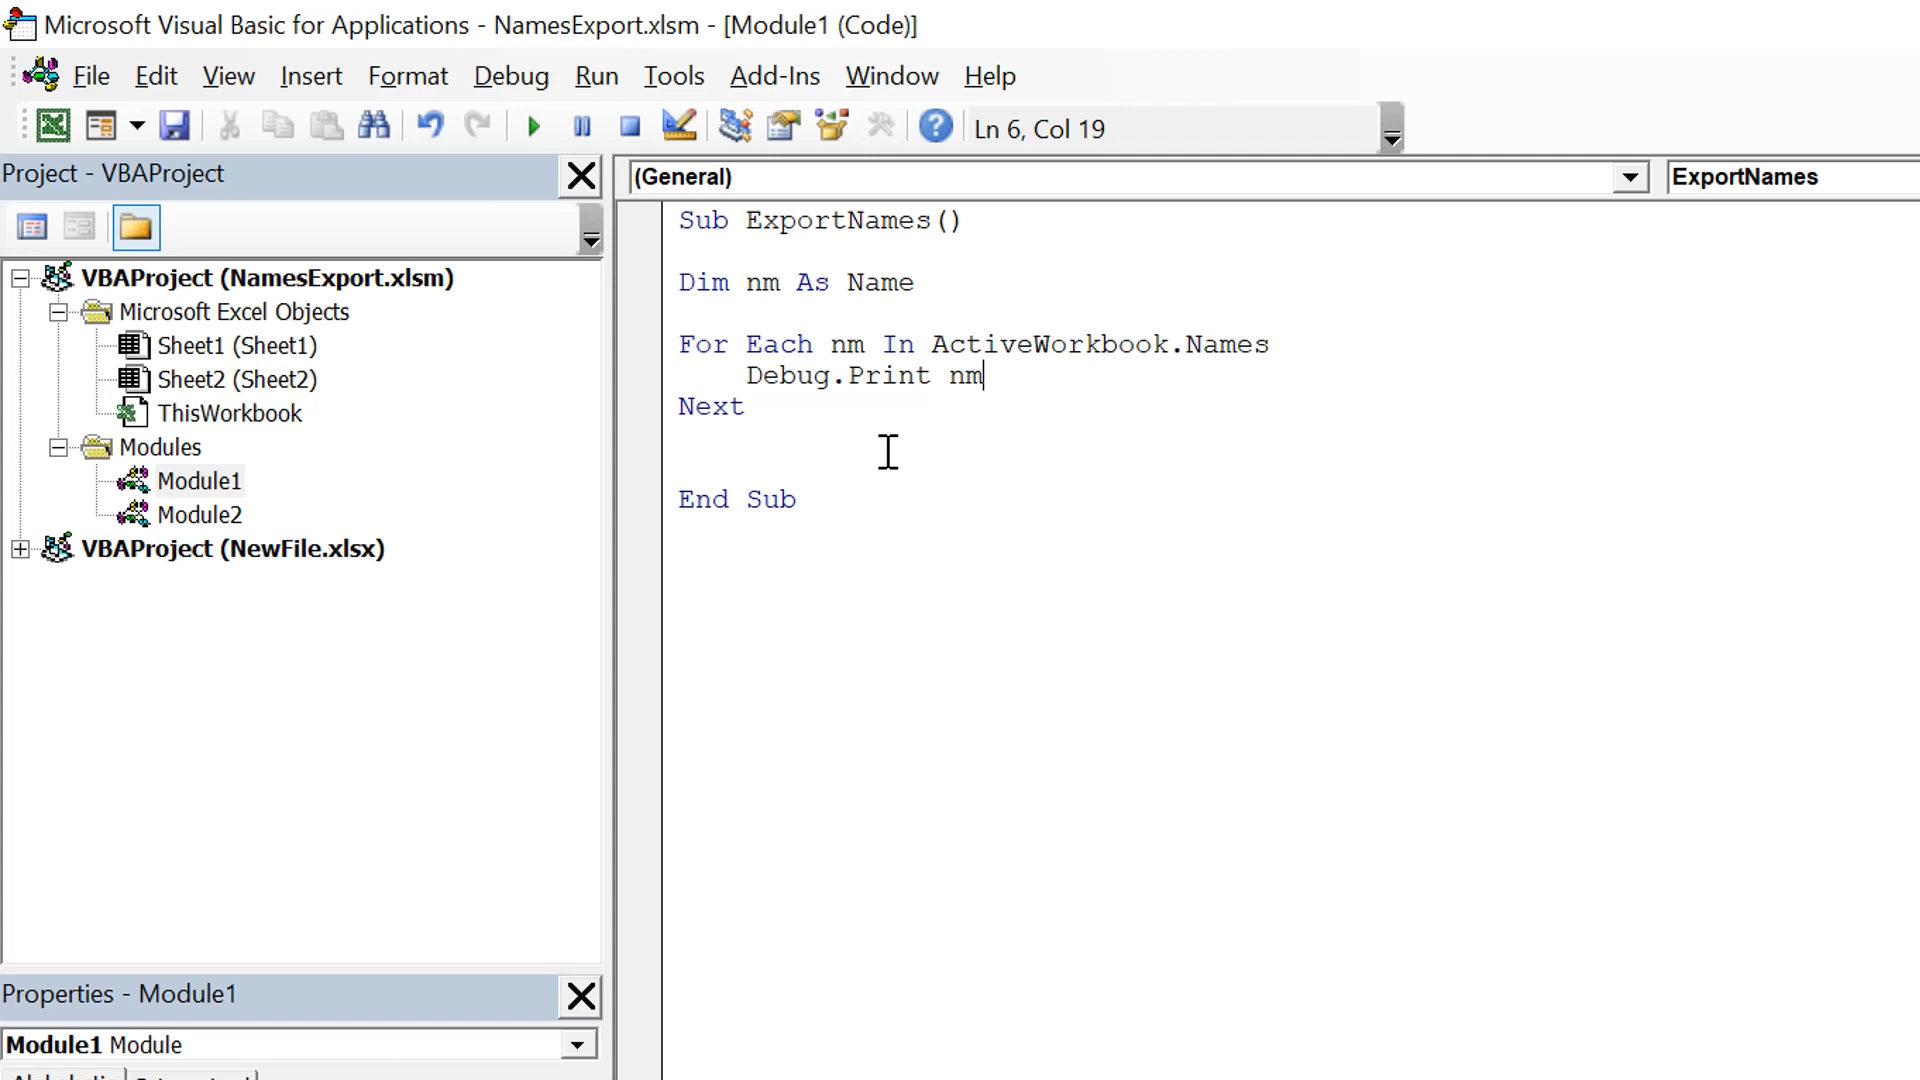 Microsoft Visual Basic for Applications - NamesExport.xlsm - [Module1 (Code)]
File Edit View Insert Format Debug Run Tools Add-Ins Window Help
Ln 6, Col 19
Project - VBAProject
(General)
ExportNames
VBAProject (NamesExport.xlsm)
Microsoft Excel Objects
Sheet1 (Sheet1)
Sheet2 (Sheet2)
ThisWorkbook
Modules
Module1
Module2
VBAProject (NewFile.xlsx)
Sub ExportNames()
Dim nm As Name
For Each nm In ActiveWorkbook.Names
Debug.Print nm
Next
End Sub
Properties - Module1
Module1 Module